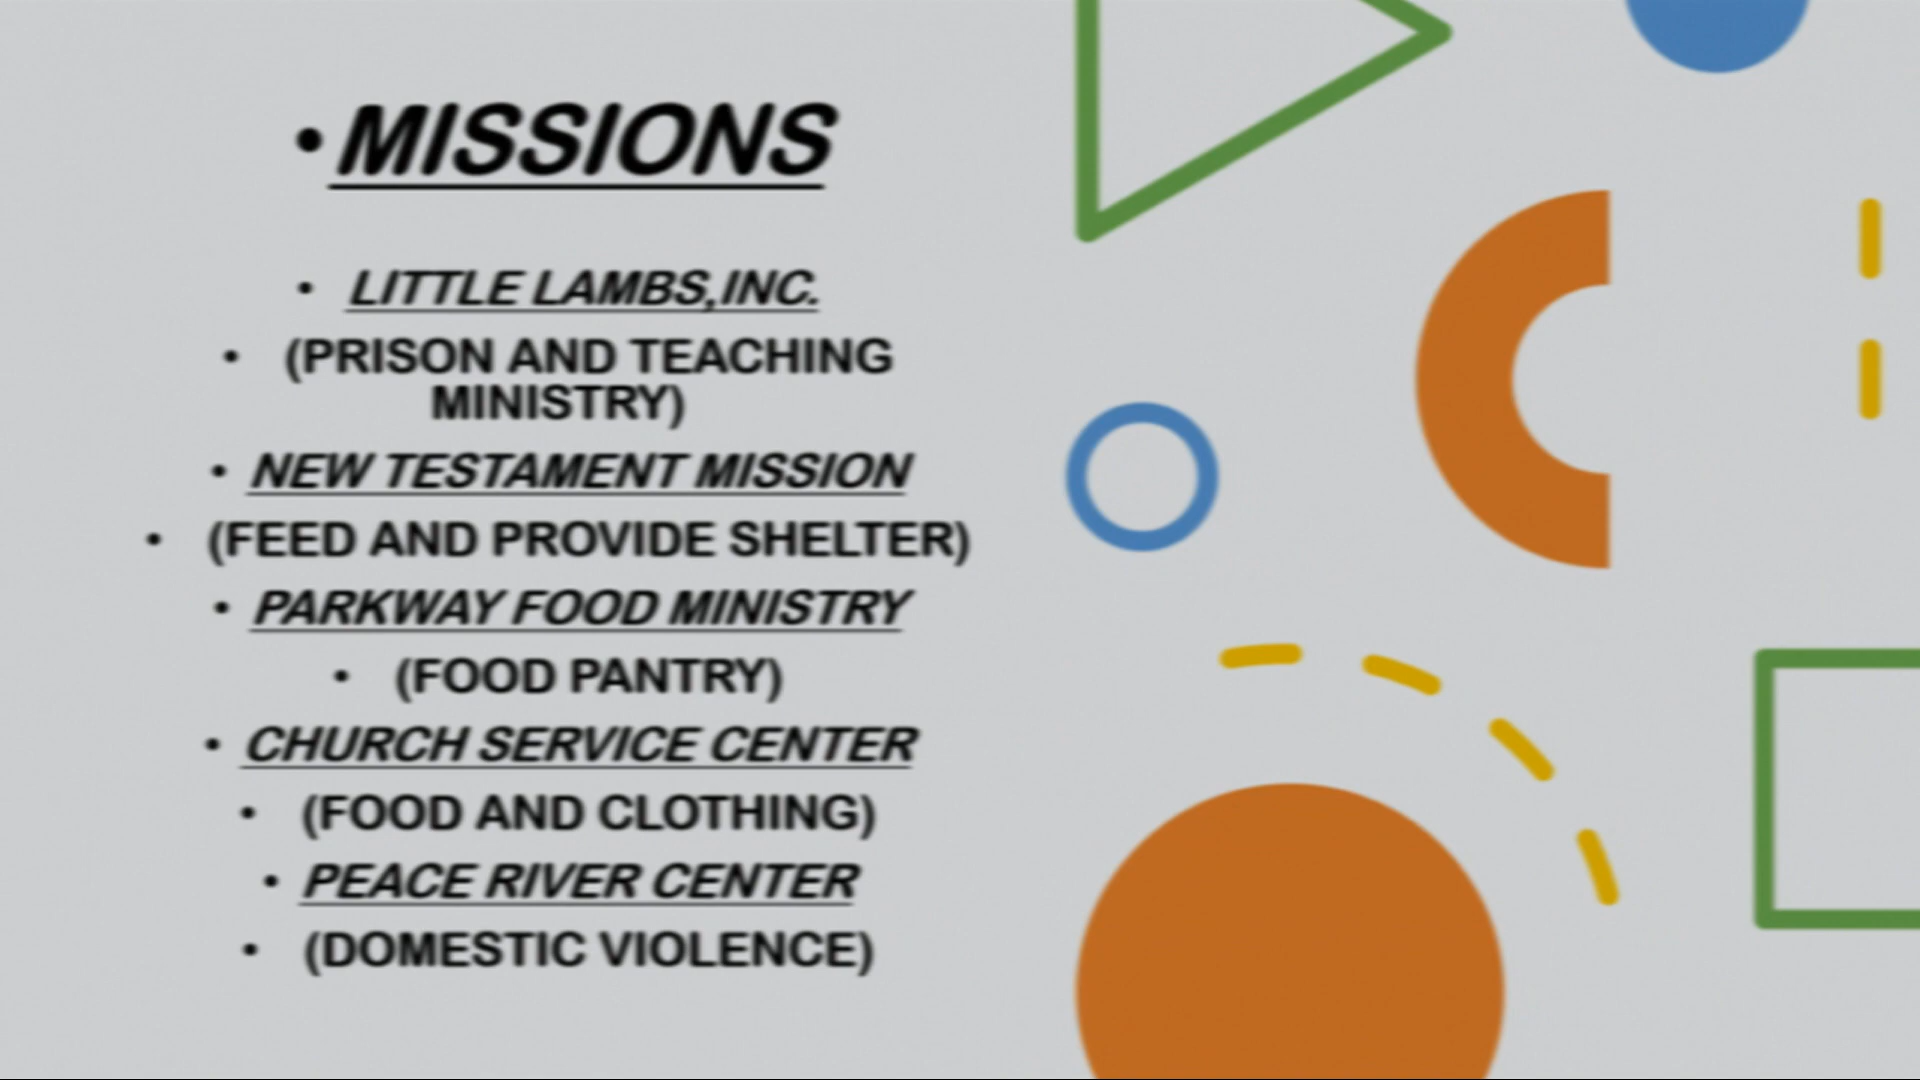 • MISSIONS
• LITTLE LAMBS,INC.
• (PRISON AND TEACHING
MINISTRY)
• NEW TESTAMENT MISSION
• (FEED AND PROVIDE SHELTER)
• PARKWAY FOOD MINISTRY
• (FOOD PANTRY)
• CHURCH SERVICE CENTER
• (FOOD AND CLOTHING)
• PEACE RIVER CENTER
• (DOMESTIC VIOLENCE)